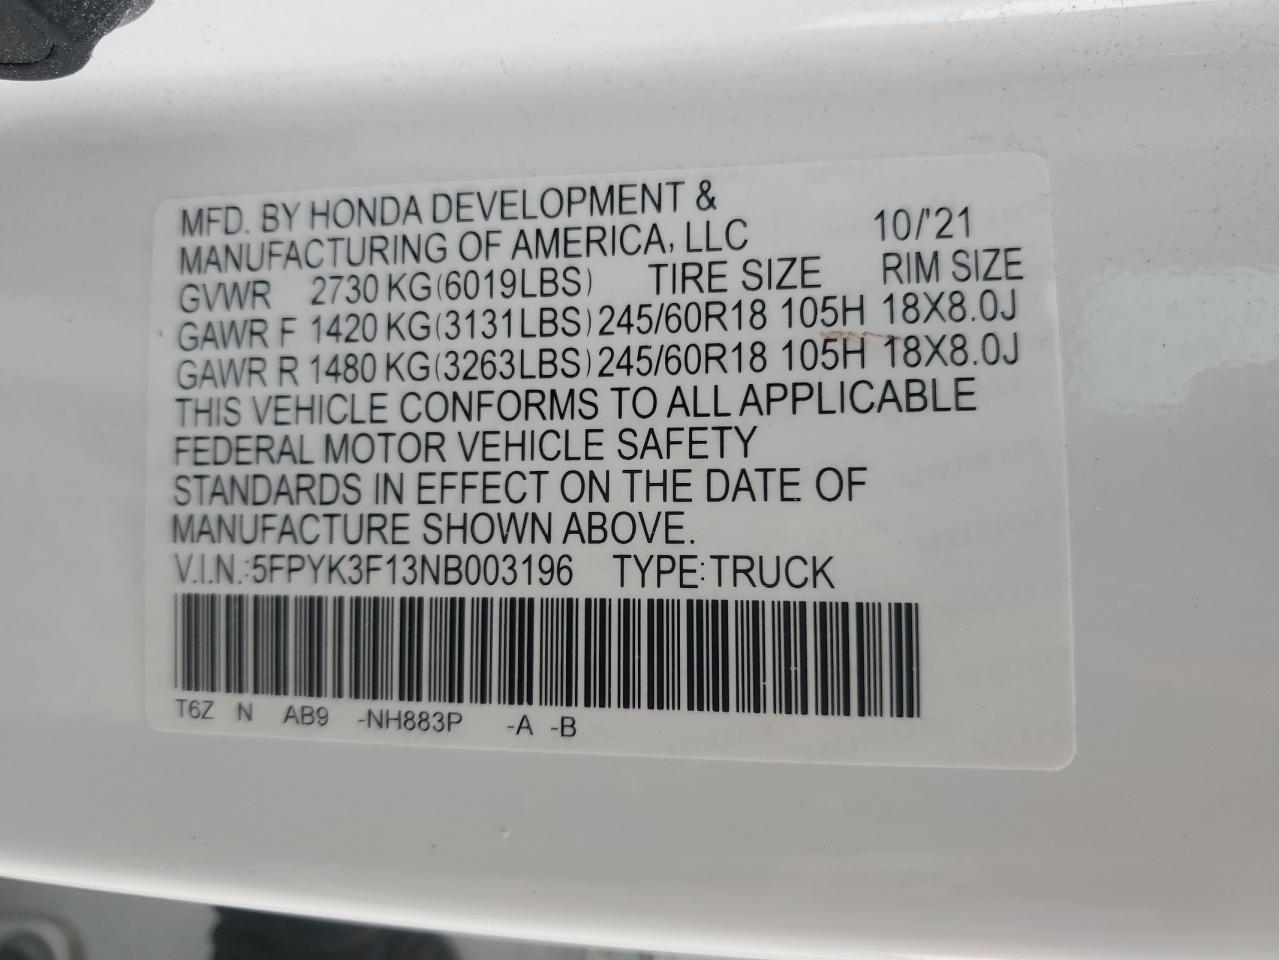 MFD. BY HONDA DEVELOPMENT &
MANUFACTURING OF AMERICA, LLC 10/'21
GVWR 2730 KG(6019LBS) TIRE SIZE RIM SIZE
GAWR F 1420 KG(3131LBS) 245/60R18 105H 18X8.0J
GAWR R 1480 KG(3263LBS) 245/60R18 105H 18X8.0J
THIS VEHICLE CONFORMS TO ALL APPLICABLE
FEDERAL MOTOR VEHICLE SAFETY
STANDARDS IN EFFECT ON THE DATE OF
MANUFACTURE SHOWN ABOVE.
V.I.N.:5FPYK3F13NB003196 TYPE:TRUCK
T6Z N AB9 -NH883P -A -B